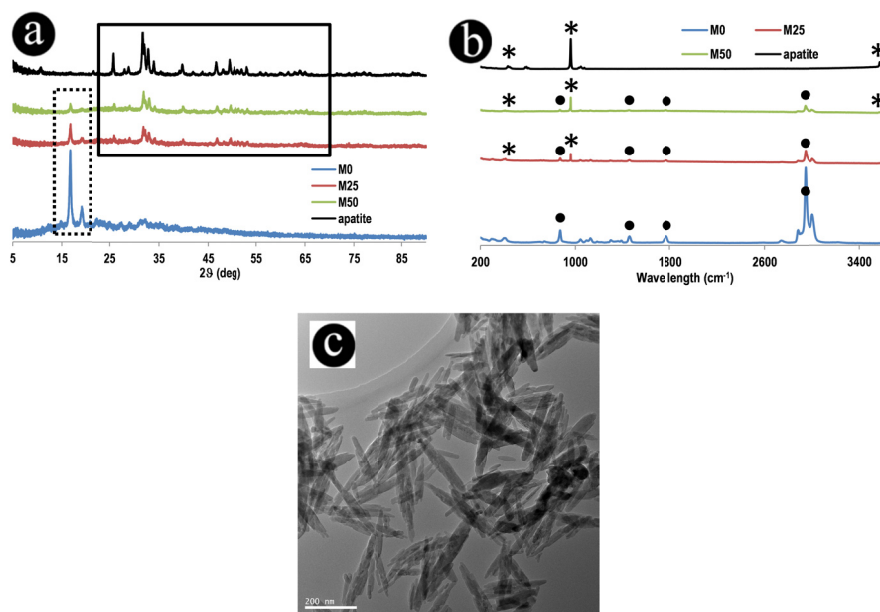 a
M0
M25
M50
apatite
5 15 25 35 45 55 65 75 85
2ϑ (deg)
b
M0 M25
M50 apatite
* * *
* * *
* *
200 1000 1800 2600 3400
Wavelength (cm-1)
c
200 nm